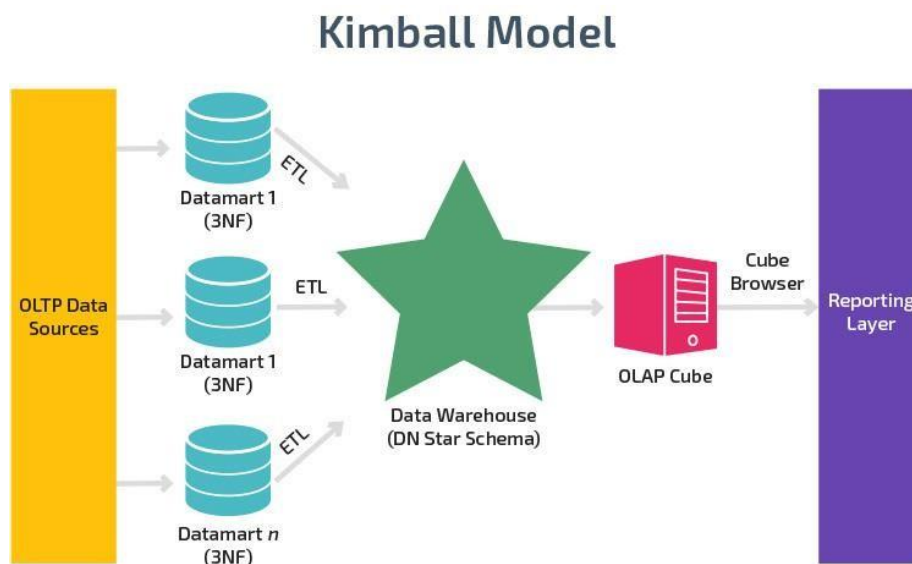 Kimball Model
OLTP Data
Sources
Datamart 1
(3NF)
ETL
Datamart 1
(3NF)
ETL
Datamart n
(3NF)
ETL
Data Warehouse
(DN Star Schema)
OLAP Cube
Cube
Browser
Reporting
Layer